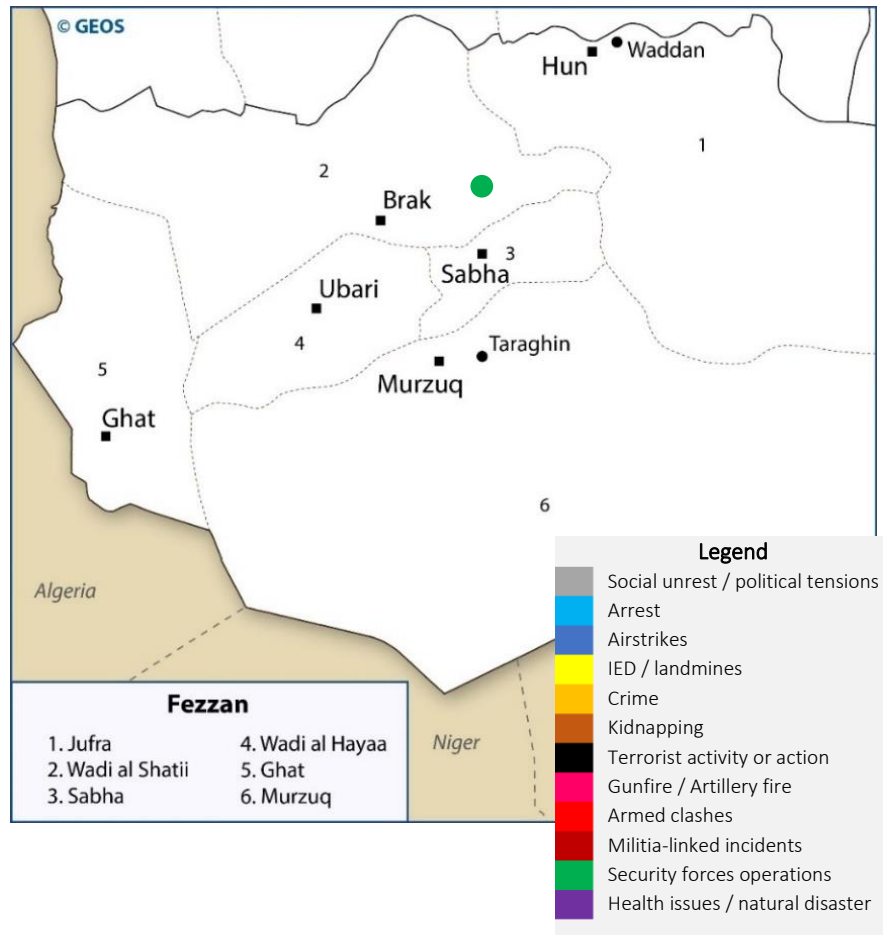 © GEOS
Waddan
Hun
1
2
Brak
3
Sabha
Ubari
4
Taraghin
Murzuq
5
Ghat
6
Algeria
Niger
Fezzan
1. Jufra
2. Wadi al Shatii
3. Sabha
4. Wadi al Hayaa
5. Ghat
6. Murzuq
Legend
Social unrest / political tensions
Arrest
Airstrikes
IED / landmines
Crime
Kidnapping
Terrorist activity or action
Gunfire / Artillery fire
Armed clashes
Militia-linked incidents
Security forces operations
Health issues / natural disaster